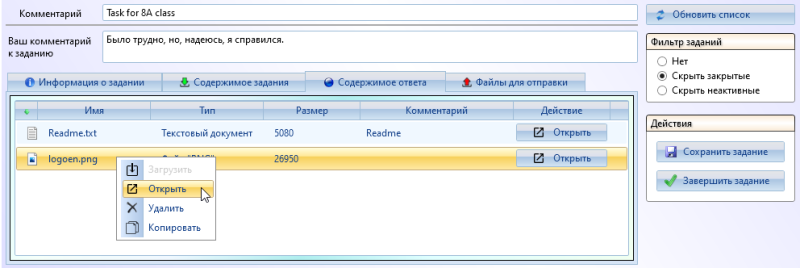 Комментарий
Task for 8A class
Обновить список
Ваш комментарий
к заданию
Было трудно, но, надеюсь, я справился.
Фильтр заданий
Нет
Скрыть закрытые
Скрыть неактивные
Информация о задании
Содержимое задания
Содержимое ответа
Файлы для отправки
Имя
Тип
Размер
Комментарий
Действие
Readme.txt
Текстовый документ
5080
Readme
Открыть
logoen.png
26950
Открыть
Загрузить
Открыть
Удалить
Копировать
Действия
Сохранить задание
Завершить задание